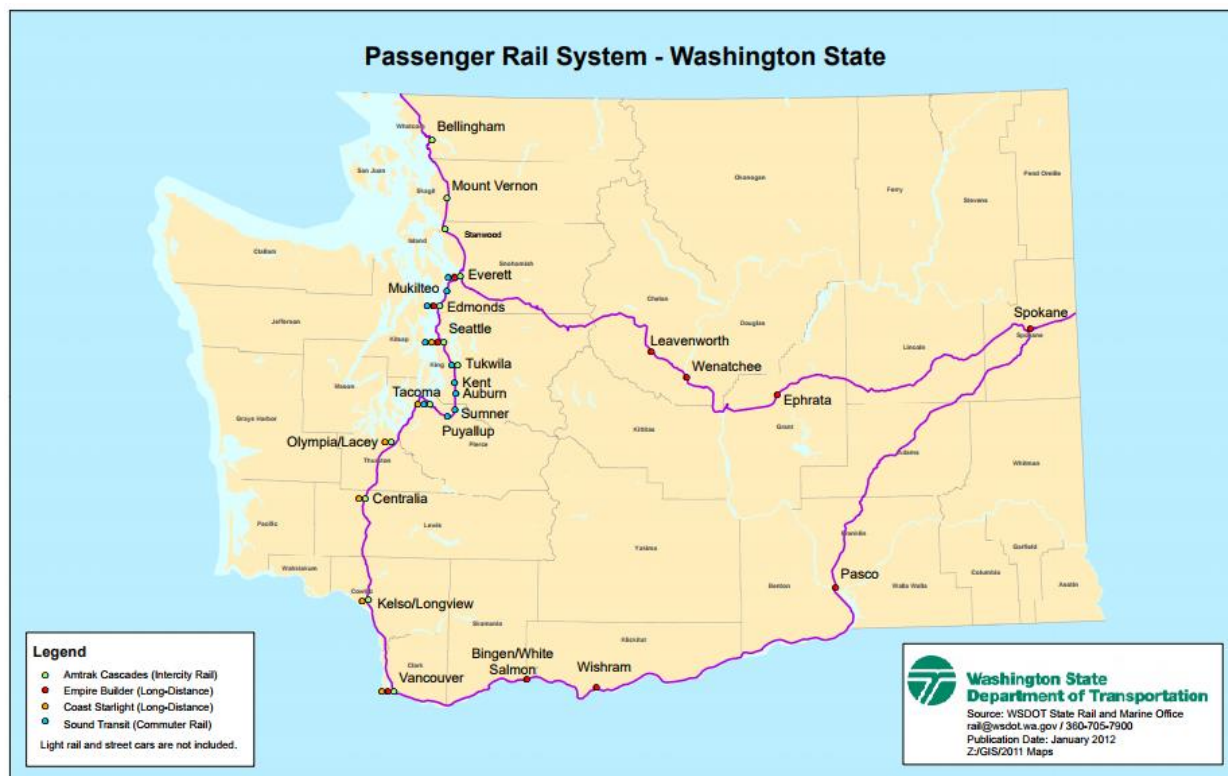 Passenger Rail System - Washington State
Bellingham
Whatcom
San Juan
Mount Vernon
Skagit
Okanogan
Ferry
Stevens
Pend Oreille
Stanwood
Island
Clallam
Snohomish
Everett
Mukilteo
Edmonds
Chelan
Douglas
Spokane
Jefferson
Seattle
Kitsap
Leavenworth
Lincoln
Spokane
King
Tukwila
Wenatchee
Kent
Mason
Tacoma
Auburn
Ephrata
Grays Harbor
Sumner
Puyallup
Kittitas
Grant
Olympia/Lacey
Pierce
Thurston
Adams
Whitman
Centralia
Pacific
Lewis
Yakima
Franklin
Garfield
Wahkiakum
Benton
Pasco
Walla Walla
Columbia
Asotin
Cowlitz
Kelso/Longview
Skamania
Klickitat
Bingen/White
Salmon
Wishram
Clark
Vancouver
Legend
Amtrak Cascades (Intercity Rail)
Empire Builder (Long-Distance)
Coast Starlight (Long-Distance)
Sound Transit (Commuter Rail)
Light rail and street cars are not included.
Washington State
Department of Transportation
Source: WSDOT State Rail and Marine Office
rail@wsdot.wa.gov / 360-705-7900
Publication Date: January 2012
Z:/GIS/2011 Maps